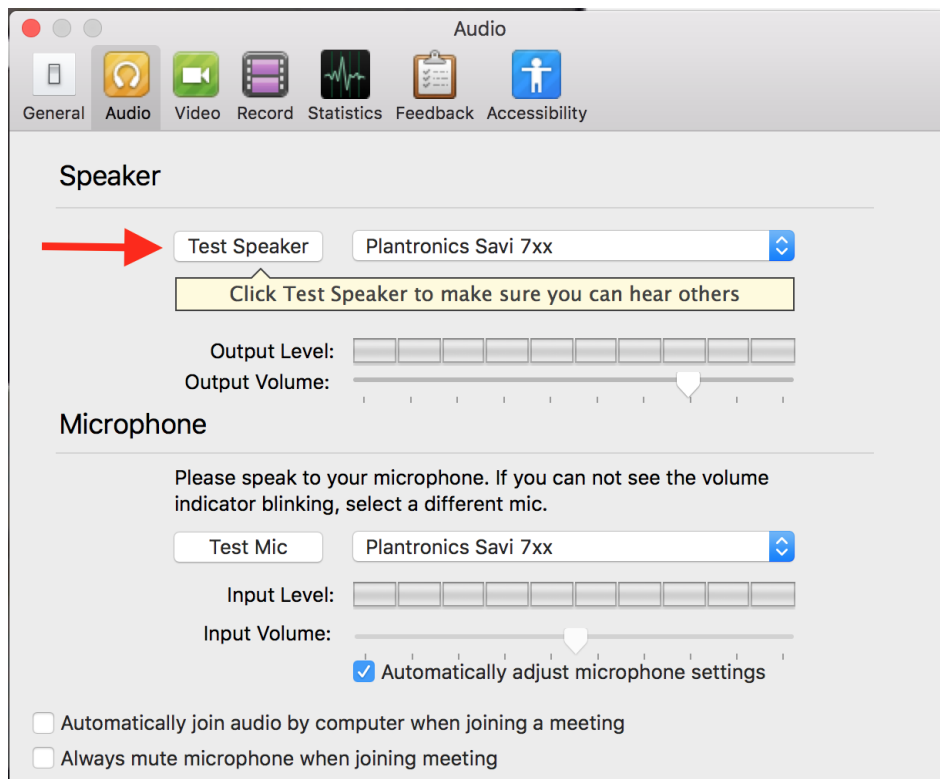 Audio
General Audio Video Record Statistics Feedback Accessibility
Speaker
Test Speaker Plantronics Savi 7xx
Click Test Speaker to make sure you can hear others
Output Level:
Output Volume:
Microphone
Please speak to your microphone. If you can not see the volume
indicator blinking, select a different mic.
Test Mic Plantronics Savi 7xx
Input Level:
Input Volume:
Automatically adjust microphone settings
Automatically join audio by computer when joining a meeting
Always mute microphone when joining meeting